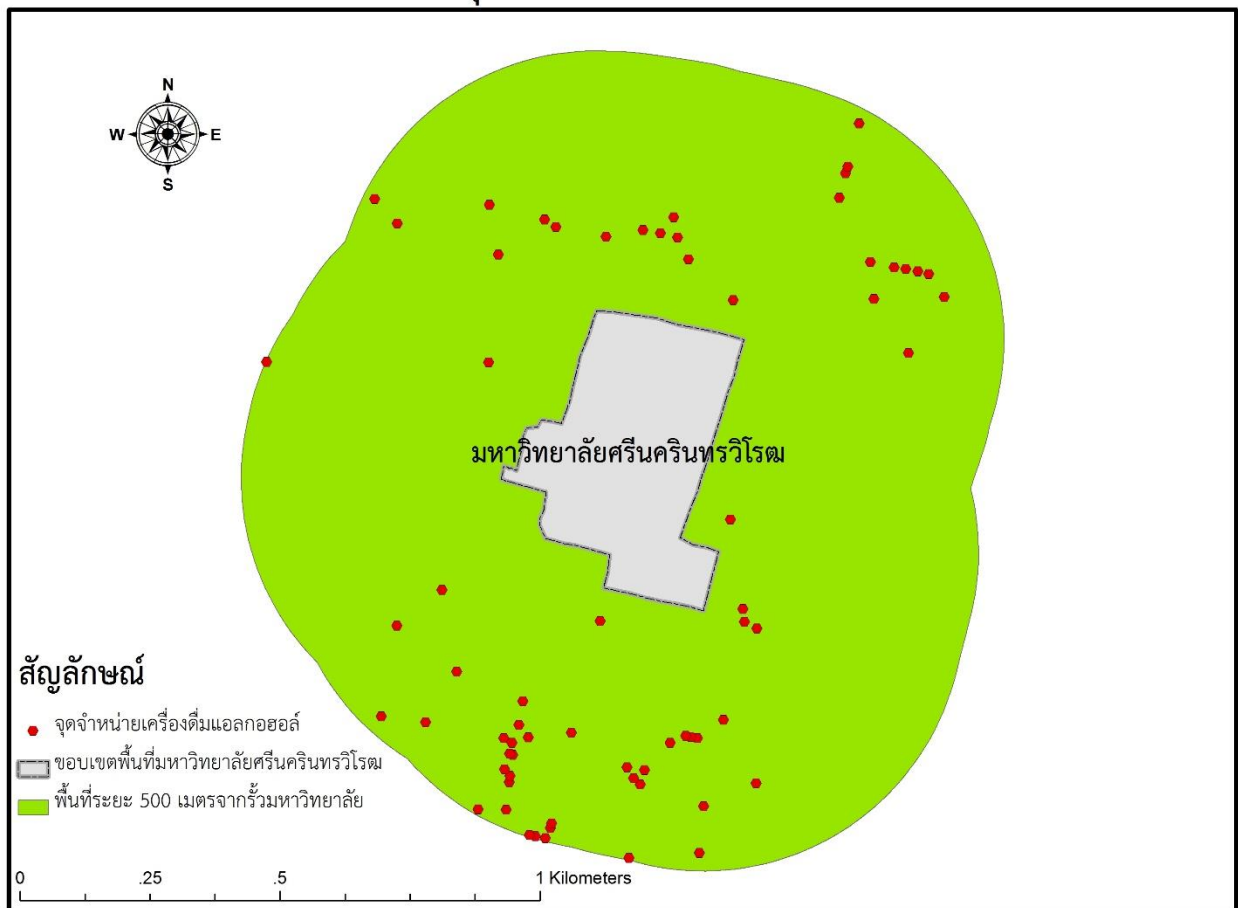 N
W E
S
มหาวิทยาลัยศรีนครินทรวิโรฒ
สัญลักษณ์
จุดจำหน่ายเครื่องดื่มแอลกอฮอล์
ขอบเขตพื้นที่มหาวิทยาลัยศรีนครินทรวิโรฒ
พื้นที่ระยะ 500 เมตรจากรั้วมหาวิทยาลัย
0 .25 .5 1 Kilometers